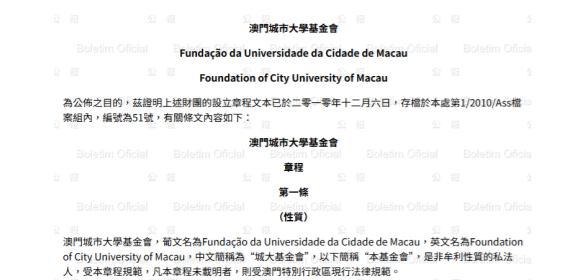 澳門城市大學基金會
Fundação da Universidade da Cidade de Macau
Foundation of City University of Macau
為公佈之目的，茲證明上述財團的設立章程文本已於二零一零年十二月六日，存檔於本處第1/2010/Ass檔
案組內，編號為51號，有關條文內容如下：
澳門城市大學基金會
章程
第一條
（性質）
澳門城市大學基金會，葡文名為Fundação da Universidade da Cidade de Macau，英文名為Foundation
of City University of Macau，中文簡稱為“城大基金會”，以下簡稱“本基金會”，是非牟利性質的私法
人，受本章程規範，凡本章程未載明者，則受澳門特別行政區現行法律規範。